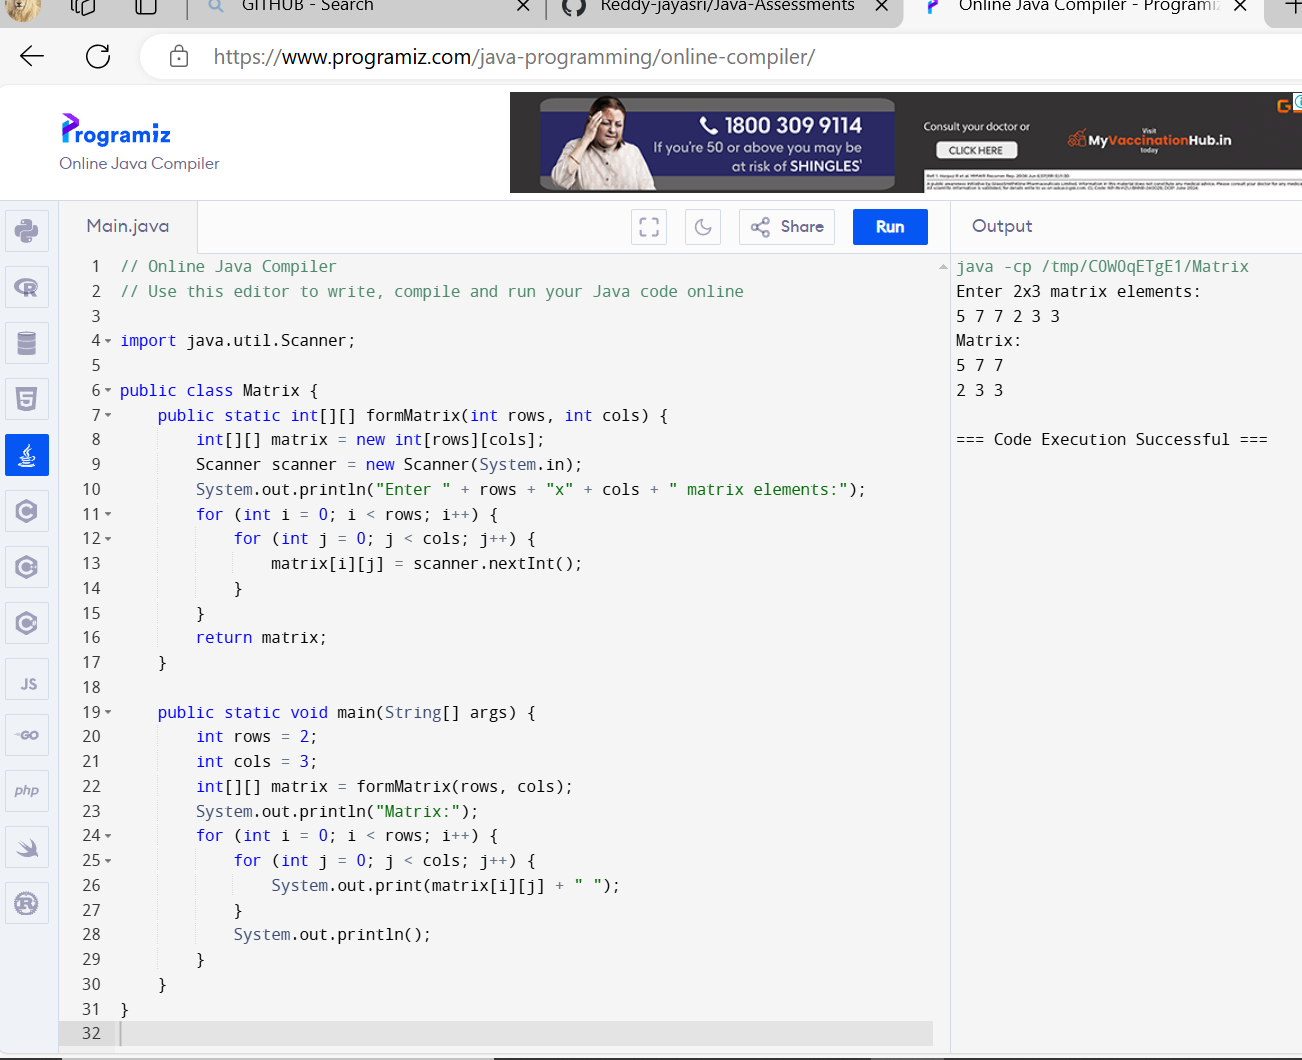 GITHUB - Search
Reddy-jayasri/Java-Assessments
Online Java Compiler - Programiz
https://www.programiz.com/java-programming/online-compiler/
Programiz
Online Java Compiler
1800 309 9114
If you're 50 or above you may be
at risk of SHINGLES'
Consult your doctor or
CLICK HERE
Visit
MyVaccinationHub.in
today
Main.java
Share
Run
Output
1 // Online Java Compiler
2 // Use this editor to write, compile and run your Java code online
3
4 import java.util.Scanner;
5
6 public class Matrix {
7 public static int[][] formMatrix(int rows, int cols) {
8 int[][] matrix = new int[rows][cols];
9 Scanner scanner = new Scanner(System.in);
10 System.out.println("Enter " + rows + "x" + cols + " matrix elements:");
11 for (int i = 0; i < rows; i++) {
12 for (int j = 0; j < cols; j++) {
13 matrix[i][j] = scanner.nextInt();
14 }
15 }
16 return matrix;
17 }
18
19 public static void main(String[] args) {
20 int rows = 2;
21 int cols = 3;
22 int[][] matrix = formMatrix(rows, cols);
23 System.out.println("Matrix:");
24 for (int i = 0; i < rows; i++) {
25 for (int j = 0; j < cols; j++) {
26 System.out.print(matrix[i][j] + " ");
27 }
28 System.out.println();
29 }
30 }
31 }
32
java -cp /tmp/C0W0qETgE1/Matrix
Enter 2x3 matrix elements:
5 7 7 2 3 3
Matrix:
5 7 7
2 3 3
=== Code Execution Successful ===
JS
GO
php